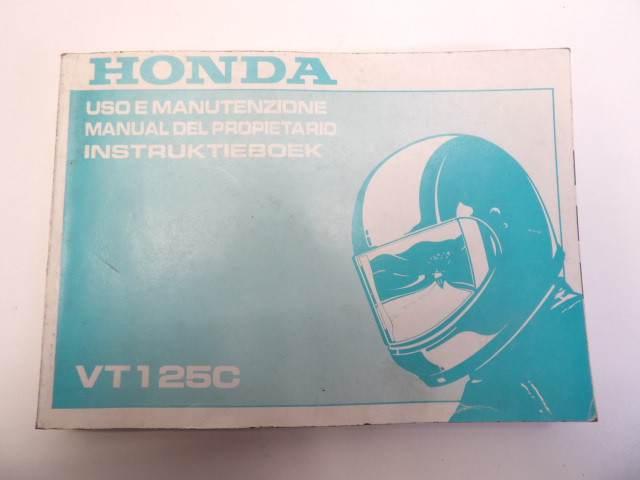 HONDA
USO E MANUTENZIONE
MANUAL DEL PROPIETARIO
INSTRUKTIEBOEK
VT125C